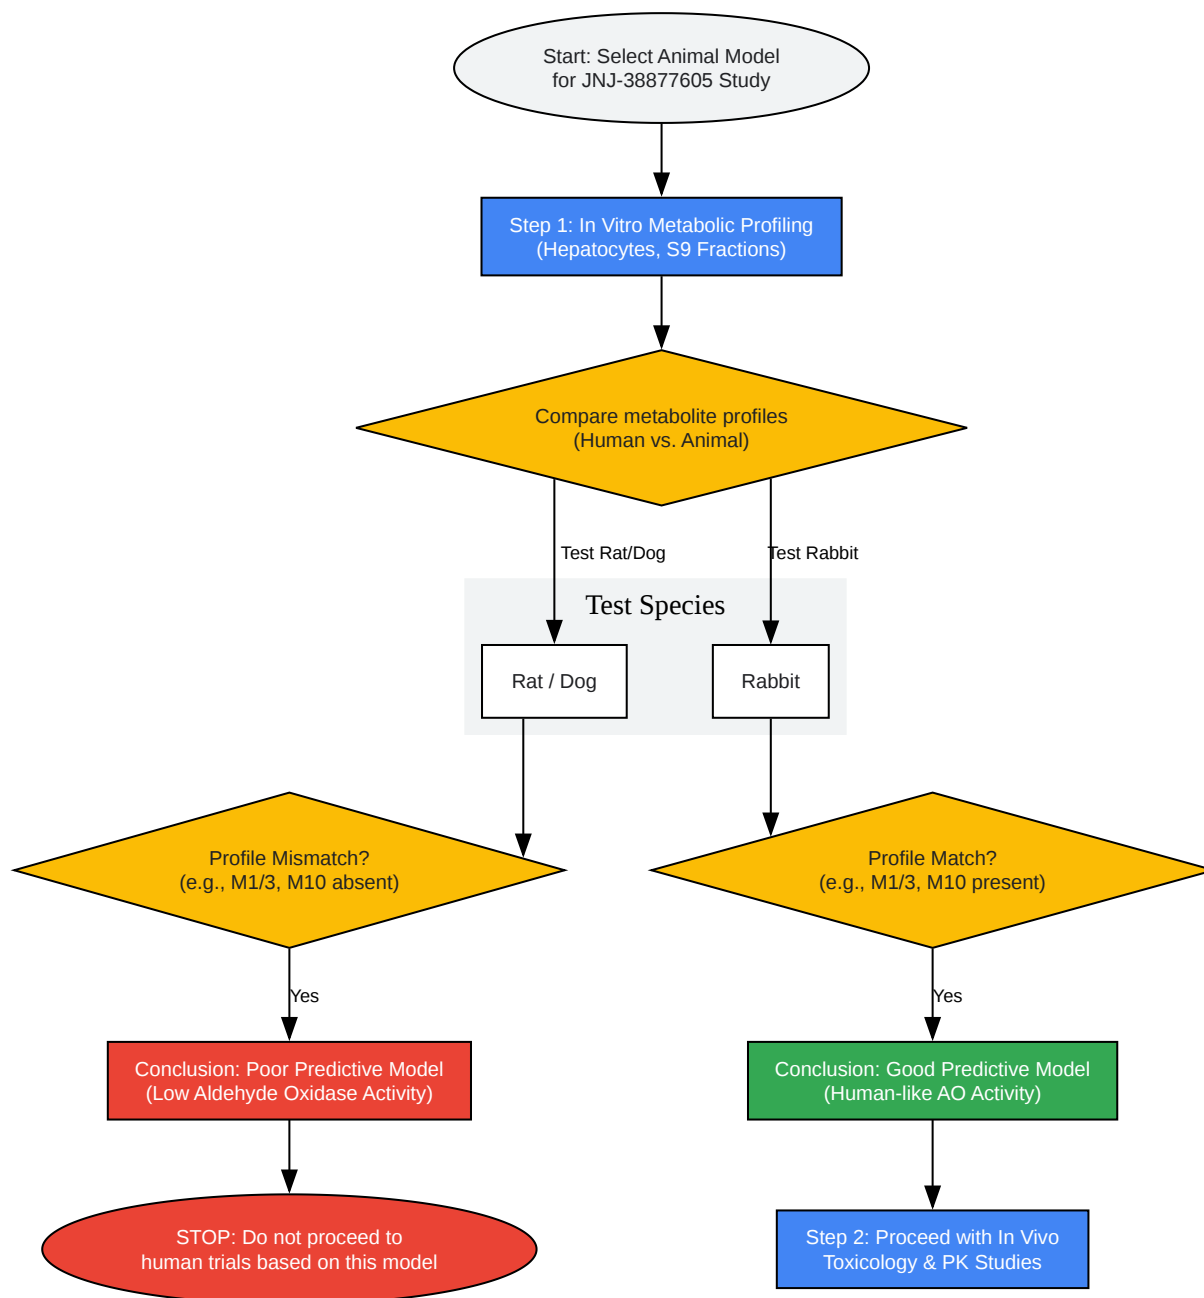 Start: Select Animal Model
for JNJ-38877605 Study
Step 1: In Vitro Metabolic Profiling
(Hepatocytes, S9 Fractions)
Compare metabolite profiles
(Human vs. Animal)
Test Rat/Dog
Test Rabbit
Test Species
Rat / Dog
Rabbit
Profile Mismatch?
(e.g., M1/3, M10 absent)
Profile Match?
(e.g., M1/3, M10 present)
Yes
Yes
Conclusion: Poor Predictive Model
(Low Aldehyde Oxidase Activity)
Conclusion: Good Predictive Model
(Human-like AO Activity)
STOP: Do not proceed to
human trials based on this model
Step 2: Proceed with In Vivo
Toxicology & PK Studies